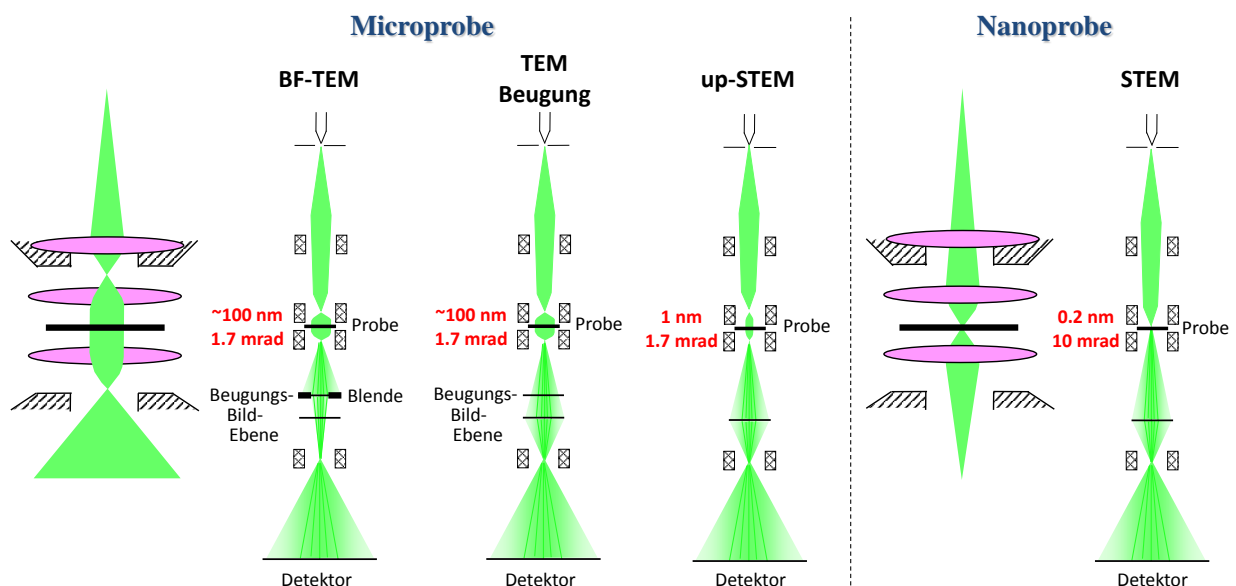 Microprobe
Nanoprobe
BF-TEM
TEM
Beugung
up-STEM
STEM
~100 nm
1.7 mrad
Probe
~100 nm
1.7 mrad
Probe
1 nm
1.7 mrad
Probe
0.2 nm
10 mrad
Probe
Beugungs-
Bild-
Ebene
Blende
Beugungs-
Bild-
Ebene
Detektor
Detektor
Detektor
Detektor